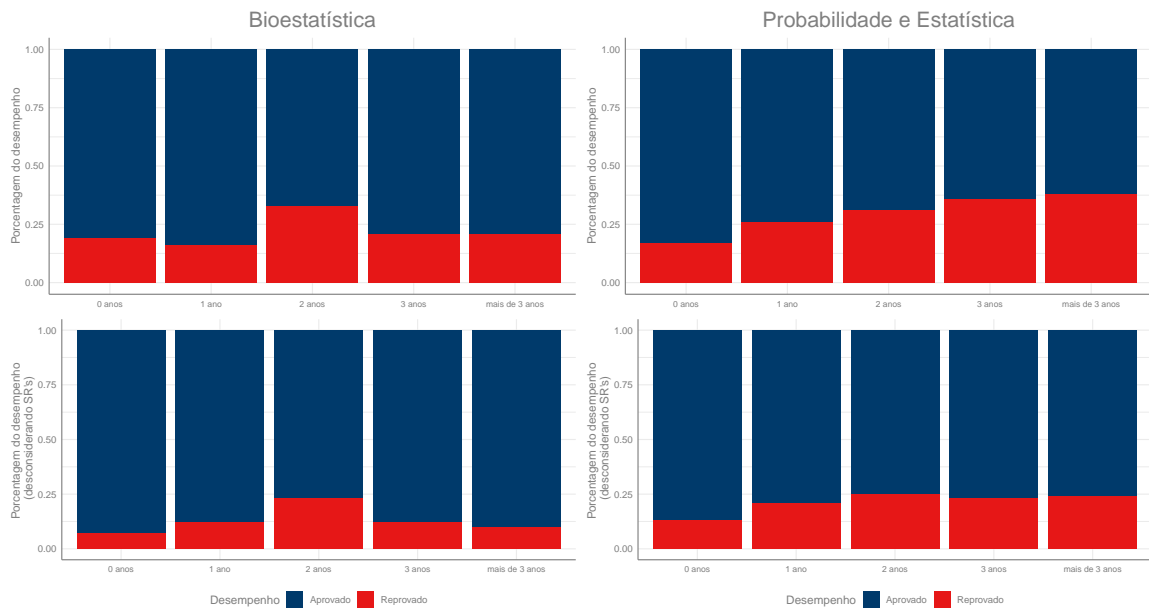 Bioestatística
Probabilidade e Estatística
Porcentagem do desempenho
1.00
0.75
0.50
0.25
0.00
0 anos
1 ano
2 anos
3 anos
mais de 3 anos
Porcentagem do desempenho
1.00
0.75
0.50
0.25
0.00
0 anos
1 ano
2 anos
3 anos
mais de 3 anos
Porcentagem do desempenho
(desconsiderando SR's)
1.00
0.75
0.50
0.25
0.00
0 anos
1 ano
2 anos
3 anos
mais de 3 anos
Porcentagem do desempenho
(desconsiderando SR's)
1.00
0.75
0.50
0.25
0.00
0 anos
1 ano
2 anos
3 anos
mais de 3 anos
Desempenho Aprovado Reprovado
Desempenho Aprovado Reprovado